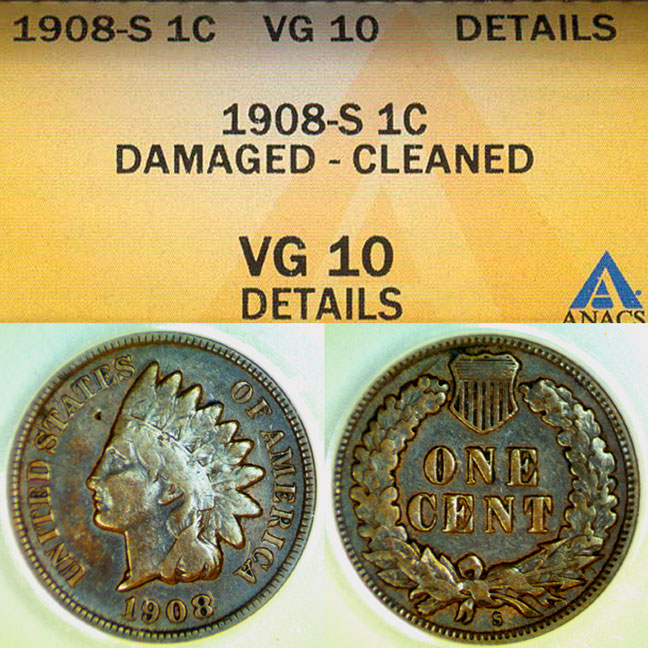 1908-S 1C VG 10 DETAILS
1908-S 1C
DAMAGED - CLEANED
VG 10
DETAILS
ANACS
UNITED STATES OF AMERICA
1908
ONE
CENT
S